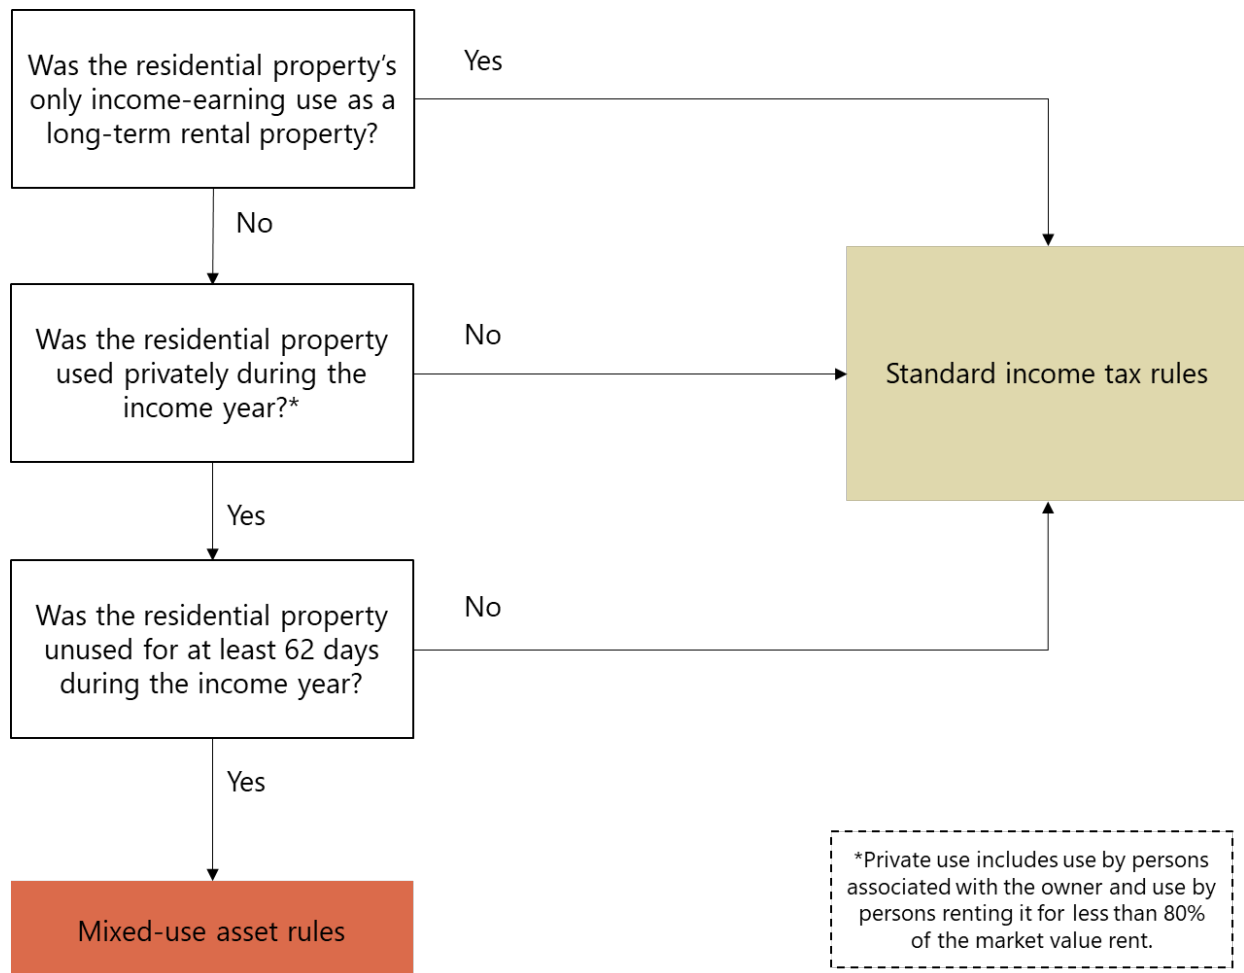 Was the residential property’s
only income-earning use as a
long-term rental property?
Yes
No
Was the residential property
used privately during the
income year?*
No
Standard income tax rules
Yes
Was the residential property
unused for at least 62 days
during the income year?
No
Yes
Mixed-use asset rules
*Private use includes use by persons
associated with the owner and use by
persons renting it for less than 80%
of the market value rent.